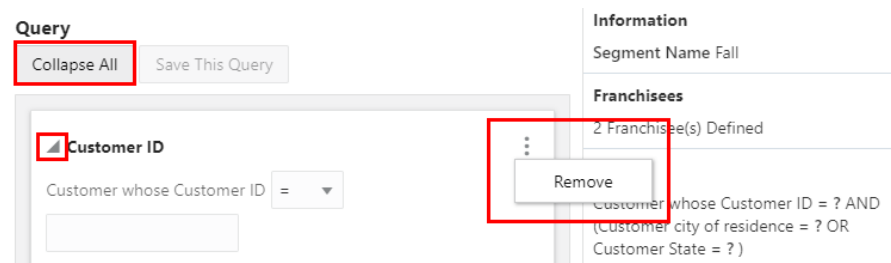 Query
Collapse All
Save This Query
Customer ID
Customer whose Customer ID =
Remove
Information
Segment Name Fall
Franchisees
2 Franchisee(s) Defined
Customer whose Customer ID = ? AND
(Customer city of residence = ? OR
Customer State = ? )